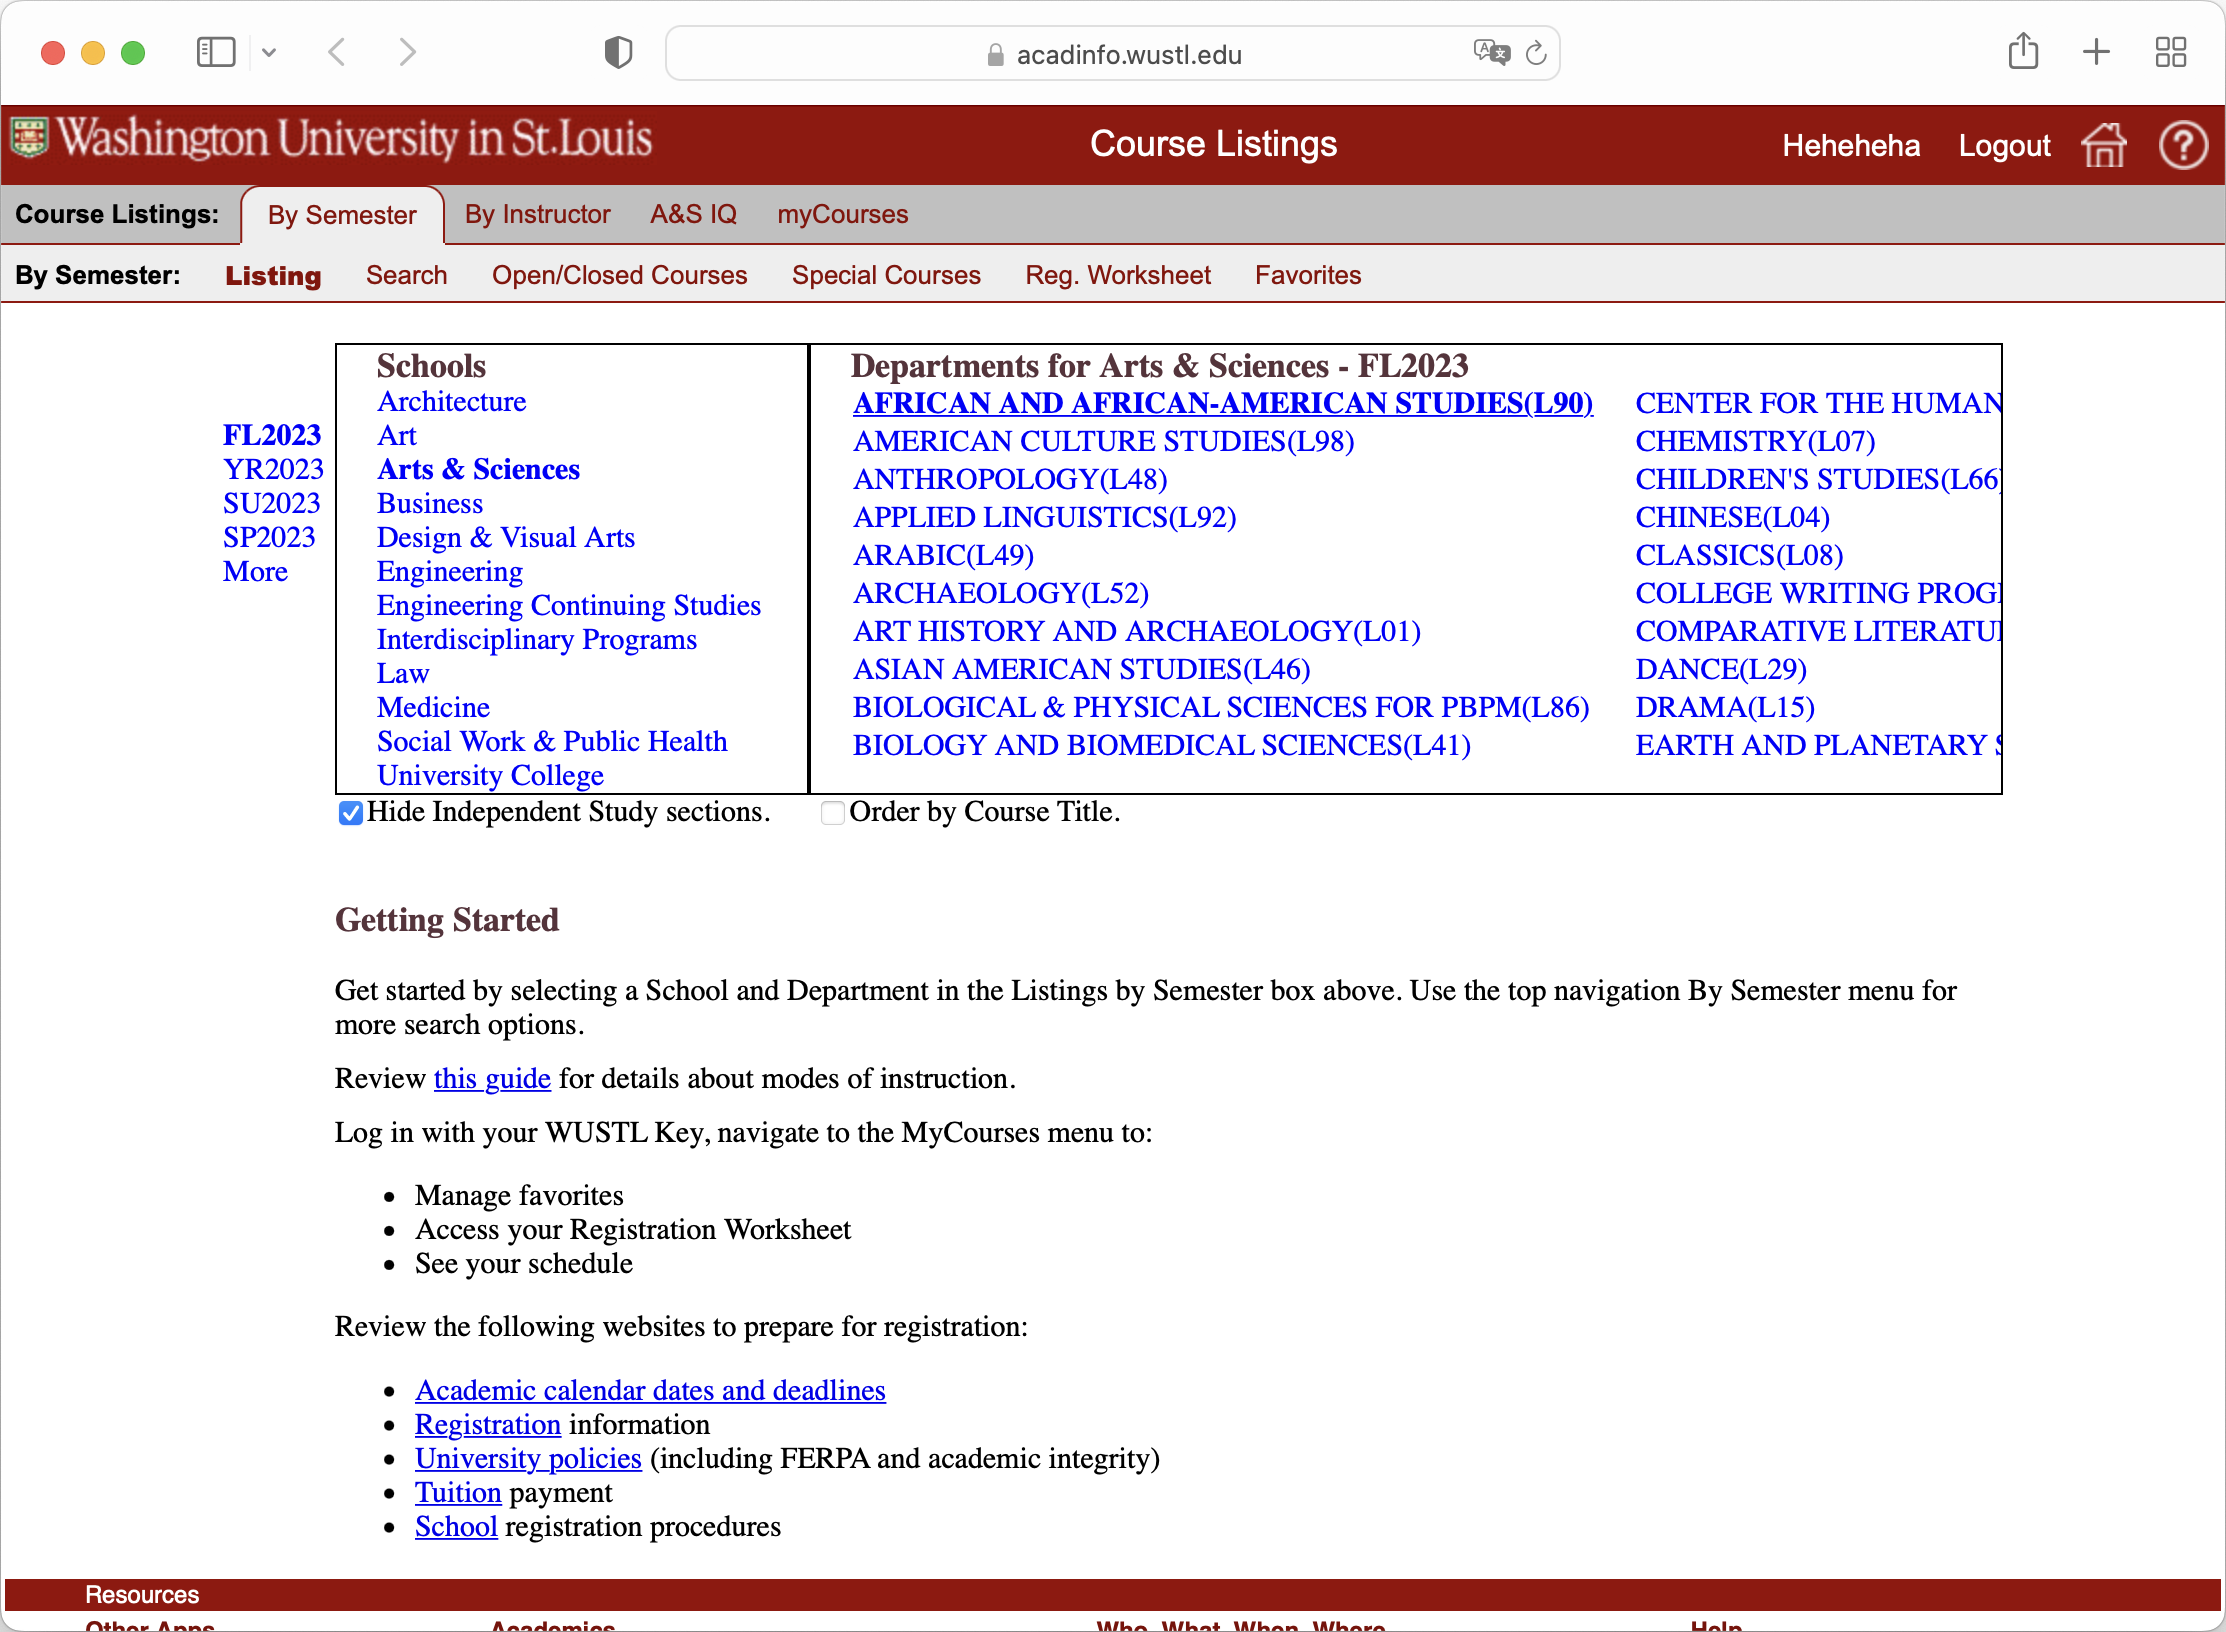 acadinfo.wustl.edu
Washington University in St.Louis
Course Listings
Heheheha
Logout
Course Listings:
By Semester
By Instructor
A&S IQ
myCourses
By Semester:
Listing
Search
Open/Closed Courses
Special Courses
Reg. Worksheet
Favorites
FL2023
YR2023
SU2023
SP2023
More
Schools
Architecture
Art
Arts & Sciences
Business
Design & Visual Arts
Engineering
Engineering Continuing Studies
Interdisciplinary Programs
Law
Medicine
Social Work & Public Health
University College
Departments for Arts & Sciences - FL2023
AFRICAN AND AFRICAN-AMERICAN STUDIES(L90)
AMERICAN CULTURE STUDIES(L98)
ANTHROPOLOGY(L48)
APPLIED LINGUISTICS(L92)
ARABIC(L49)
ARCHAEOLOGY(L52)
ART HISTORY AND ARCHAEOLOGY(L01)
ASIAN AMERICAN STUDIES(L46)
BIOLOGICAL & PHYSICAL SCIENCES FOR PBPM(L86)
BIOLOGY AND BIOMEDICAL SCIENCES(L41)
CENTER FOR THE HUMAN
CHEMISTRY(L07)
CHILDREN'S STUDIES(L66)
CHINESE(L04)
CLASSICS(L08)
COLLEGE WRITING PROG
COMPARATIVE LITERATU
DANCE(L29)
DRAMA(L15)
EARTH AND PLANETARY S
Hide Independent Study sections.
Order by Course Title.
Getting Started
Get started by selecting a School and Department in the Listings by Semester box above. Use the top navigation By Semester menu for
more search options.
Review this guide for details about modes of instruction.
Log in with your WUSTL Key, navigate to the MyCourses menu to:
• Manage favorites
• Access your Registration Worksheet
• See your schedule
Review the following websites to prepare for registration:
• Academic calendar dates and deadlines
• Registration information
• University policies (including FERPA and academic integrity)
• Tuition payment
• School registration procedures
Resources
Other Apps
Academics
Who, What, When, Where
Help